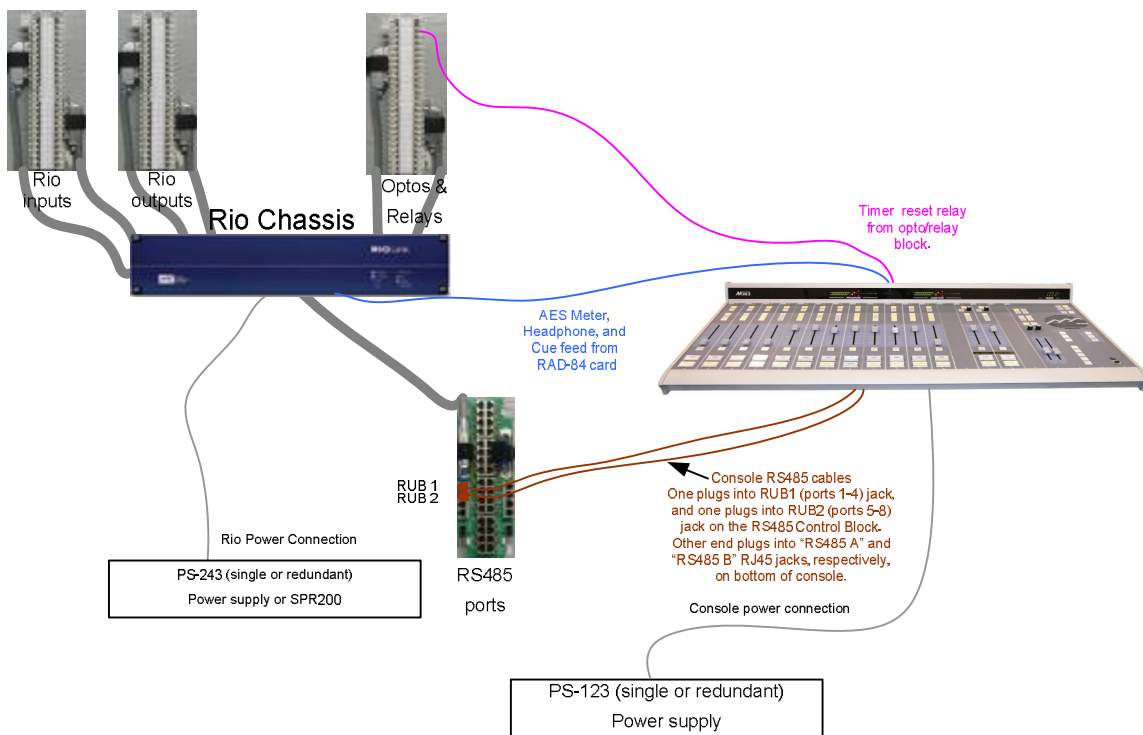 Rio
inputs
Rio
outputs
Optos &
Relays
Rio Chassis
RIOLink
Timer reset relay
from opto/relay
block.
AES Meter,
Headphone, and
Cue feed from
RAD-84 card
RUB 1
RUB 2
Console RS485 cables
One plugs into RUB1 (ports 1-4) jack,
and one plugs into RUB2 (ports 5-8)
jack on the RS485 Control Block.
Other end plugs into “RS485 A” and
“RS485 B” RJ45 jacks, respectively,
on bottom of console.
Rio Power Connection
PS-243 (single or redundant)
Power supply or SPR200
RS485
ports
Console power connection
PS-123 (single or redundant)
Power supply